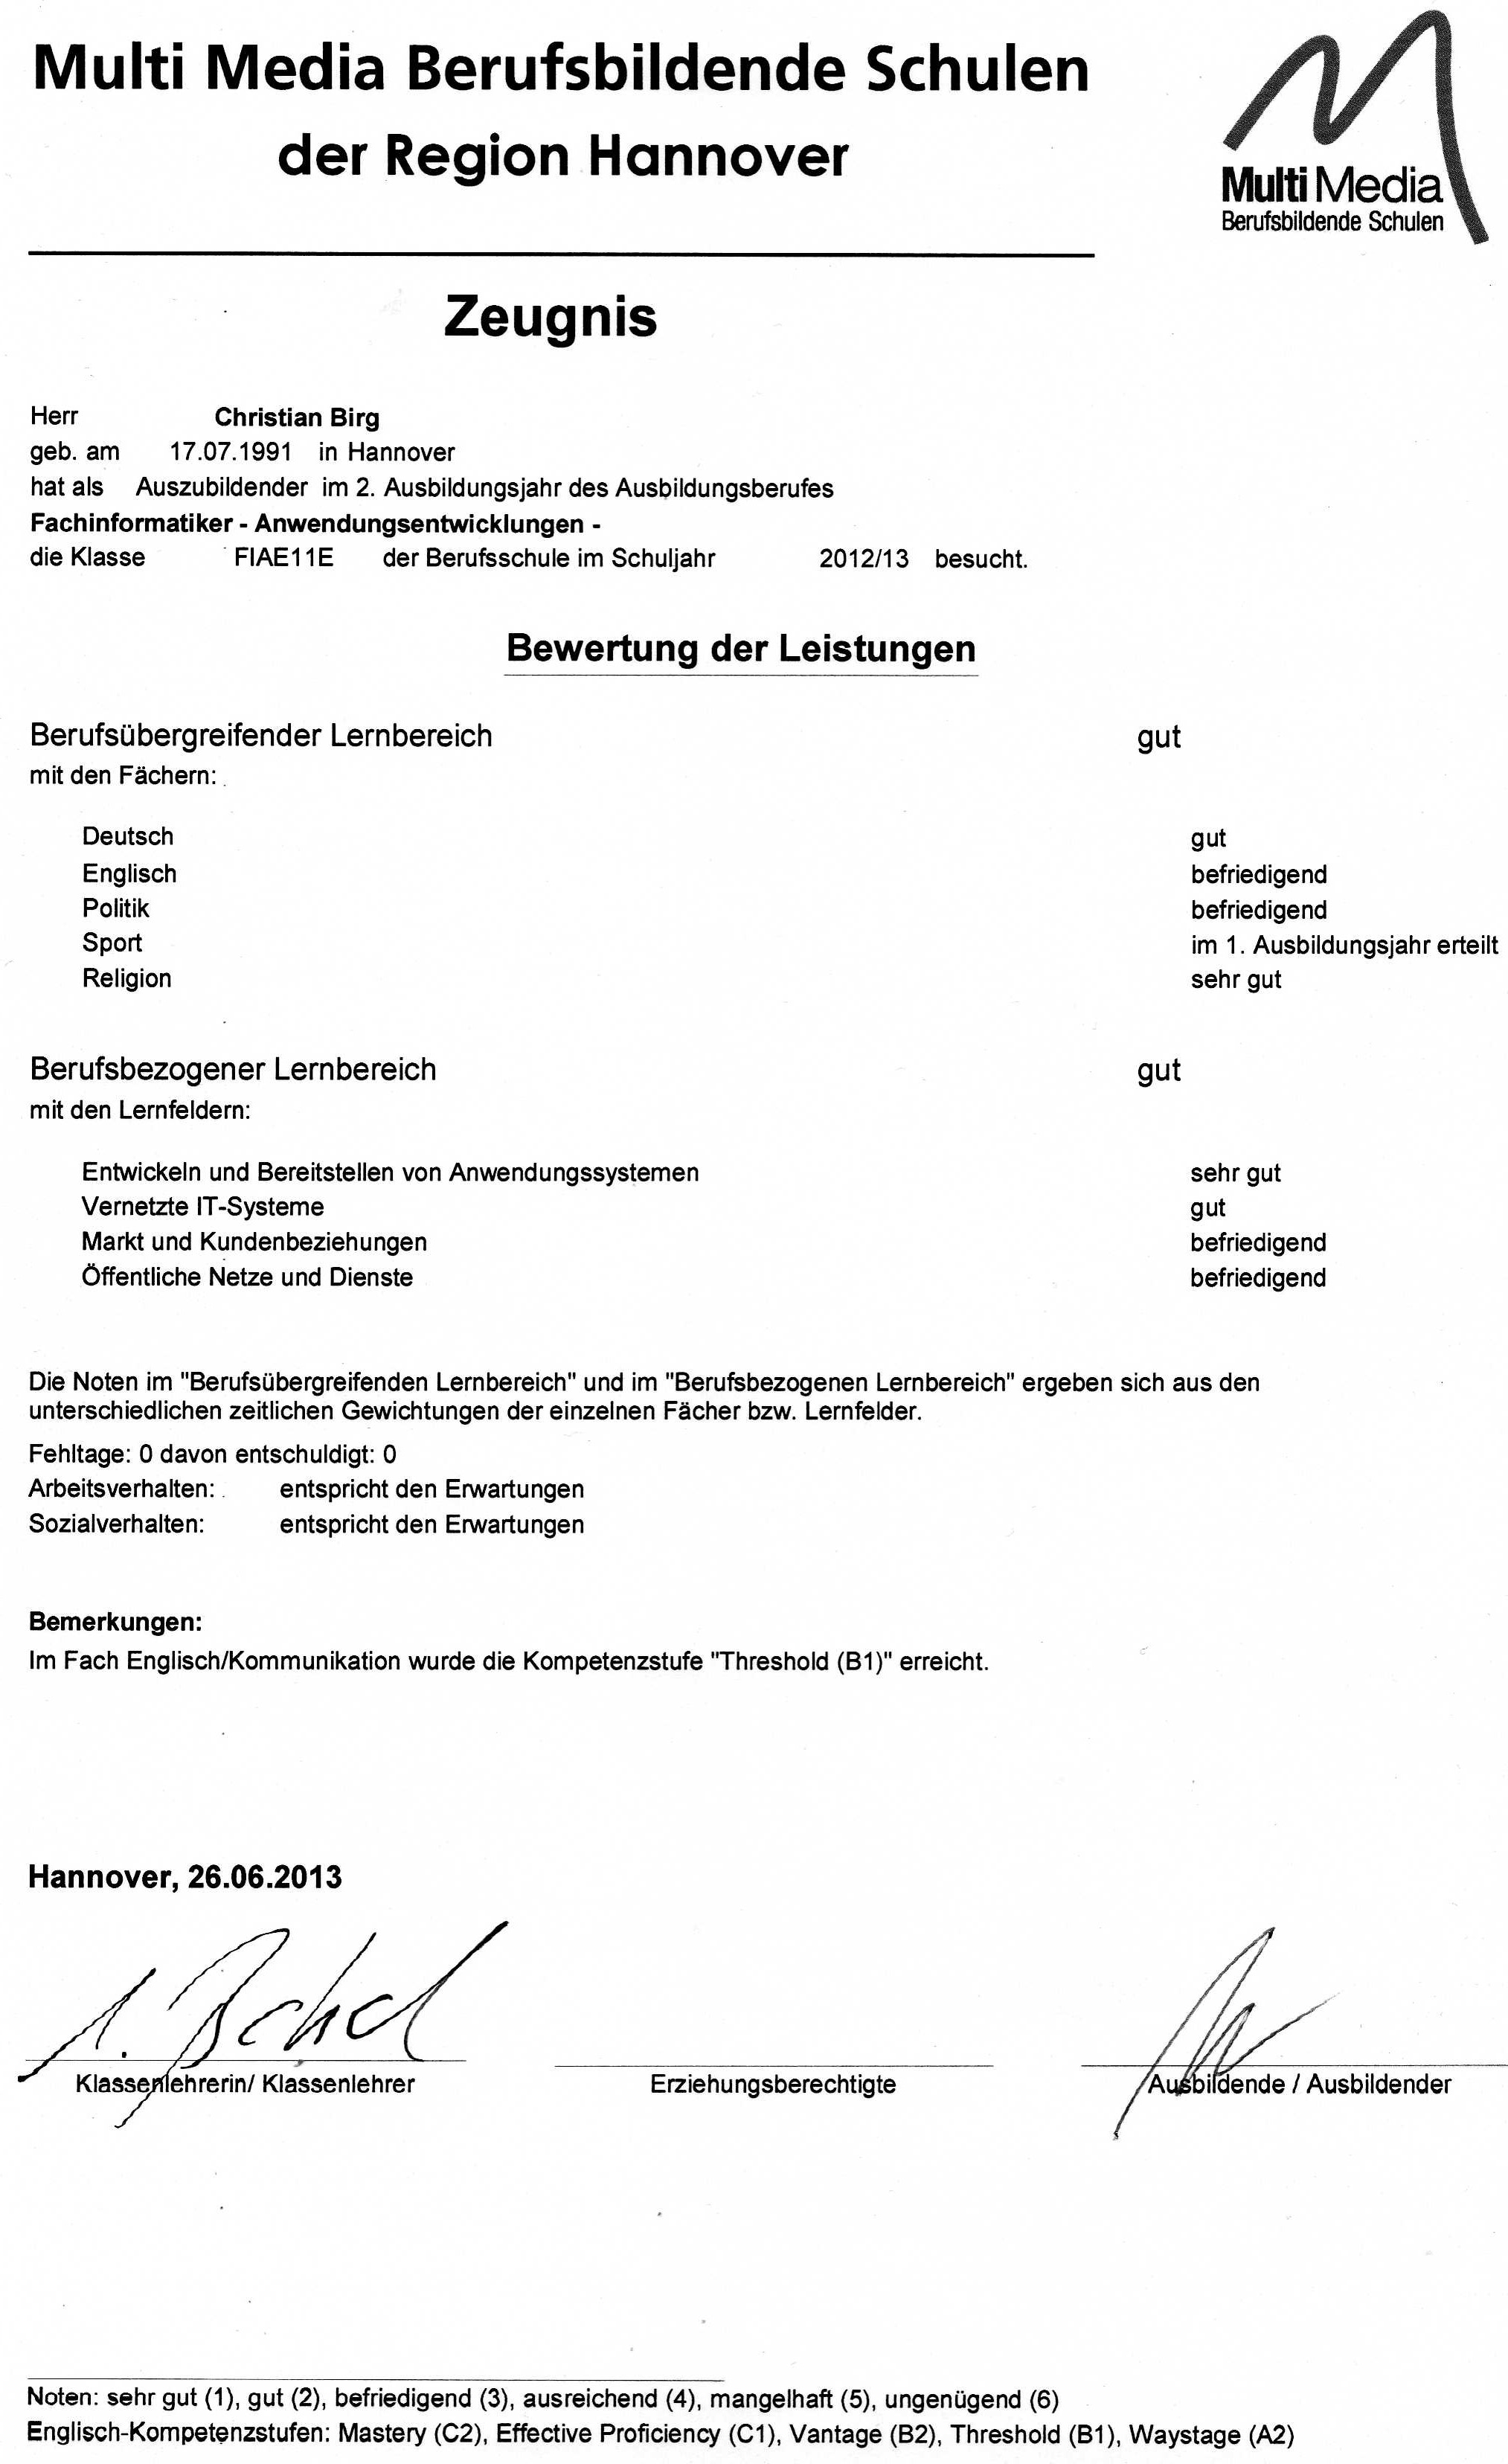 Multi Media Berufsbildende Schulen
der Region Hannover
Multi Media
Berufsbildende Schulen
Zeugnis
Herr Christian Birg
geb. am 17.07.1991 in Hannover
hat als Auszubildender im 2. Ausbildungsjahr des Ausbildungsberufes
Fachinformatiker - Anwendungsentwicklungen -
die Klasse FIAE11E der Berufsschule im Schuljahr 2012/13 besucht.
Bewertung der Leistungen
Berufsübergreifender Lernbereich gut
mit den Fächern:
Deutsch gut
Englisch befriedigend
Politik befriedigend
Sport im 1. Ausbildungsjahr erteilt
Religion sehr gut
Berufsbezogener Lernbereich gut
mit den Lernfeldern:
Entwickeln und Bereitstellen von Anwendungssystemen sehr gut
Vernetzte IT-Systeme gut
Markt und Kundenbeziehungen befriedigend
Öffentliche Netze und Dienste befriedigend
Die Noten im "Berufsübergreifenden Lernbereich" und im "Berufsbezogenen Lernbereich" ergeben sich aus den
unterschiedlichen zeitlichen Gewichtungen der einzelnen Fächer bzw. Lernfelder.
Fehltage: 0 davon entschuldigt: 0
Arbeitsverhalten: entspricht den Erwartungen
Sozialverhalten: entspricht den Erwartungen
Bemerkungen:
Im Fach Englisch/Kommunikation wurde die Kompetenzstufe "Threshold (B1)" erreicht.
Hannover, 26.06.2013
Klassenlehrerin/ Klassenlehrer Erziehungsberechtigte Ausbildende / Ausbildender
Noten: sehr gut (1), gut (2), befriedigend (3), ausreichend (4), mangelhaft (5), ungenügend (6)
Englisch-Kompetenzstufen: Mastery (C2), Effective Proficiency (C1), Vantage (B2), Threshold (B1), Waystage (A2)